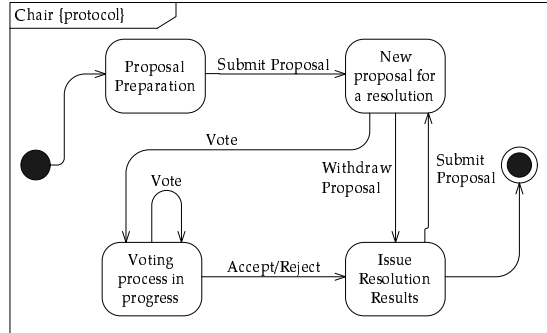 Chair {protocol}
Proposal
Preparation
Submit Proposal
New
proposal for
a resolution
Vote
Vote
Withdraw
Proposal
Submit
Proposal
Voting
process in
progress
Accept/Reject
Issue
Resolution
Results